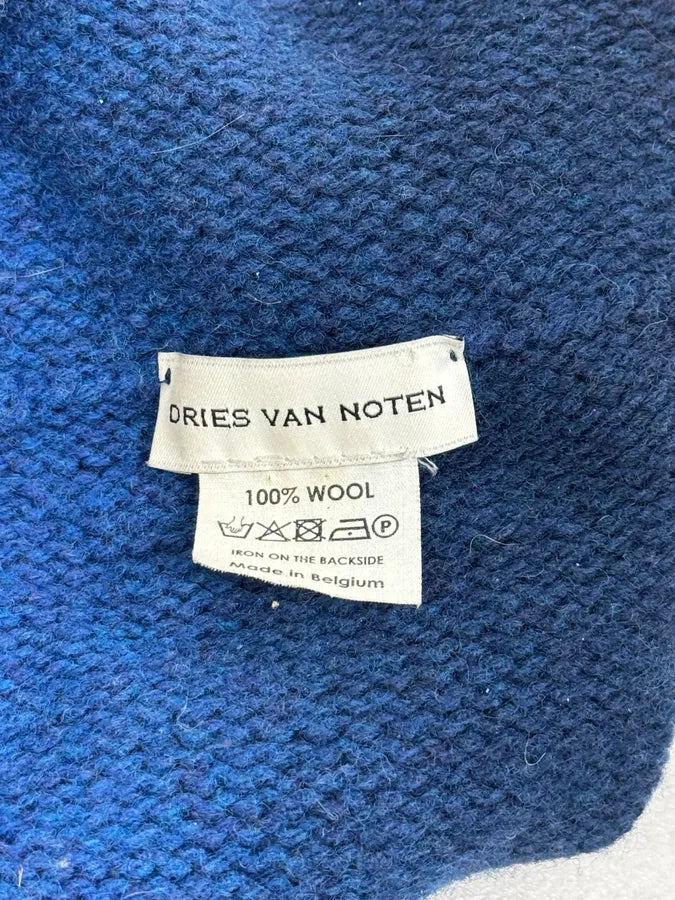 DRIES VAN NOTEN
100% WOOL
P
IRON ON THE BACKSIDE
Made in Belgium